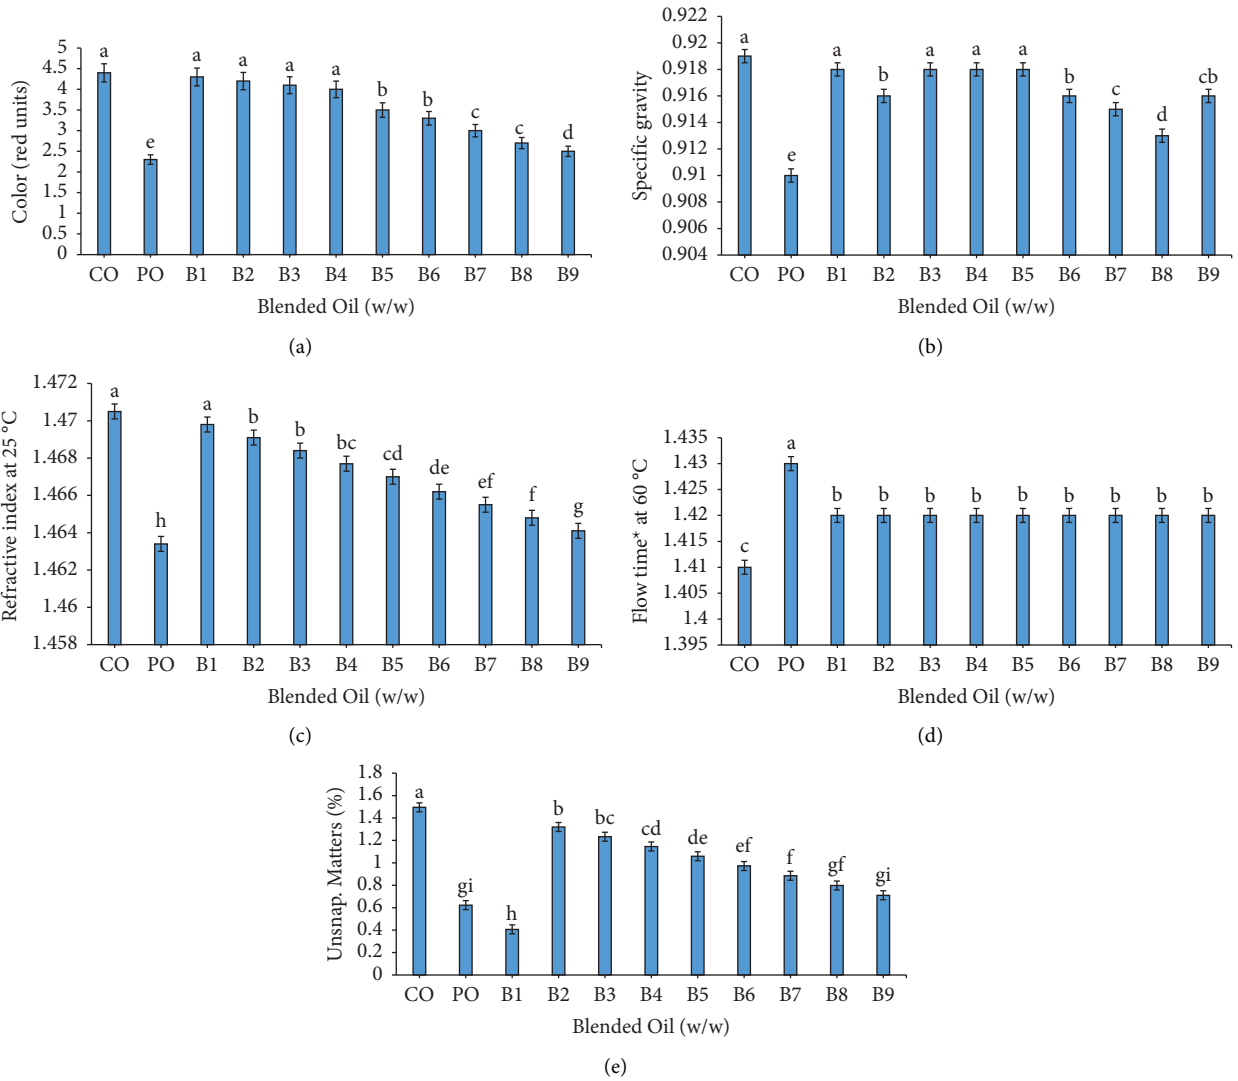 Color (red units)
5
4.5
4
3.5
3
2.5
2
1.5
1
0.5
0
a e a a a a b b c c d
CO PO B1 B2 B3 B4 B5 B6 B7 B8 B9
Blended Oil (w/w)
(a)
Specific gravity
0.922
0.92
0.918
0.916
0.914
0.912
0.91
0.908
0.906
0.904
a e a b a a a b c d cb
CO PO B1 B2 B3 B4 B5 B6 B7 B8 B9
Blended Oil (w/w)
(b)
Refractive index at 25 °C
1.472
1.47
1.468
1.466
1.464
1.462
1.46
1.458
a h a b b bc cd de ef f g
CO PO B1 B2 B3 B4 B5 B6 B7 B8 B9
Blended Oil (w/w)
(c)
Flow time* at 60 °C
1.435
1.43
1.425
1.42
1.415
1.41
1.405
1.4
1.395
c a b b b b b b b b b
CO PO B1 B2 B3 B4 B5 B6 B7 B8 B9
Blended Oil (w/w)
(d)
Unsnap. Matters (%)
1.8
1.6
1.4
1.2
1
0.8
0.6
0.4
0.2
0
a gi h b bc cd de ef f gf gi
CO PO B1 B2 B3 B4 B5 B6 B7 B8 B9
Blended Oil (w/w)
(e)